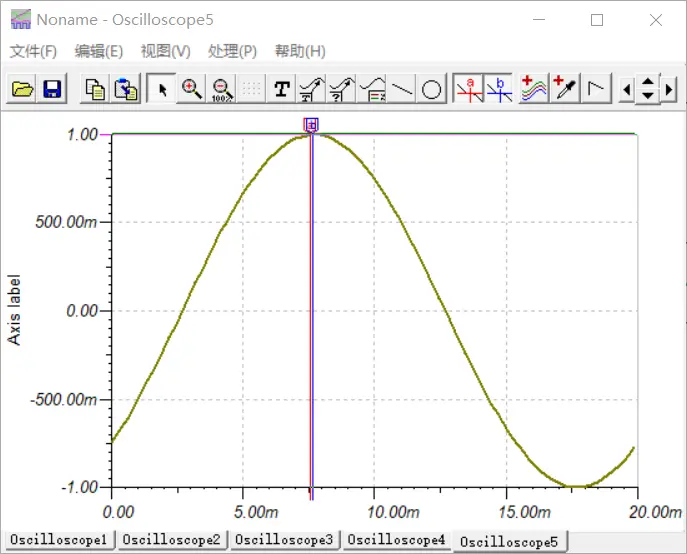 Noname - Oscilloscope5
文件(F) 编辑(E) 视图(V) 处理(P) 帮助(H)
100% T T ? a b
1.00
500.00m
0.00
-500.00m
-1.00
Axis label
0.00 5.00m 10.00m 15.00m 20.00m
Oscilloscope1 Oscilloscope2 Oscilloscope3 Oscilloscope4 Oscilloscope5